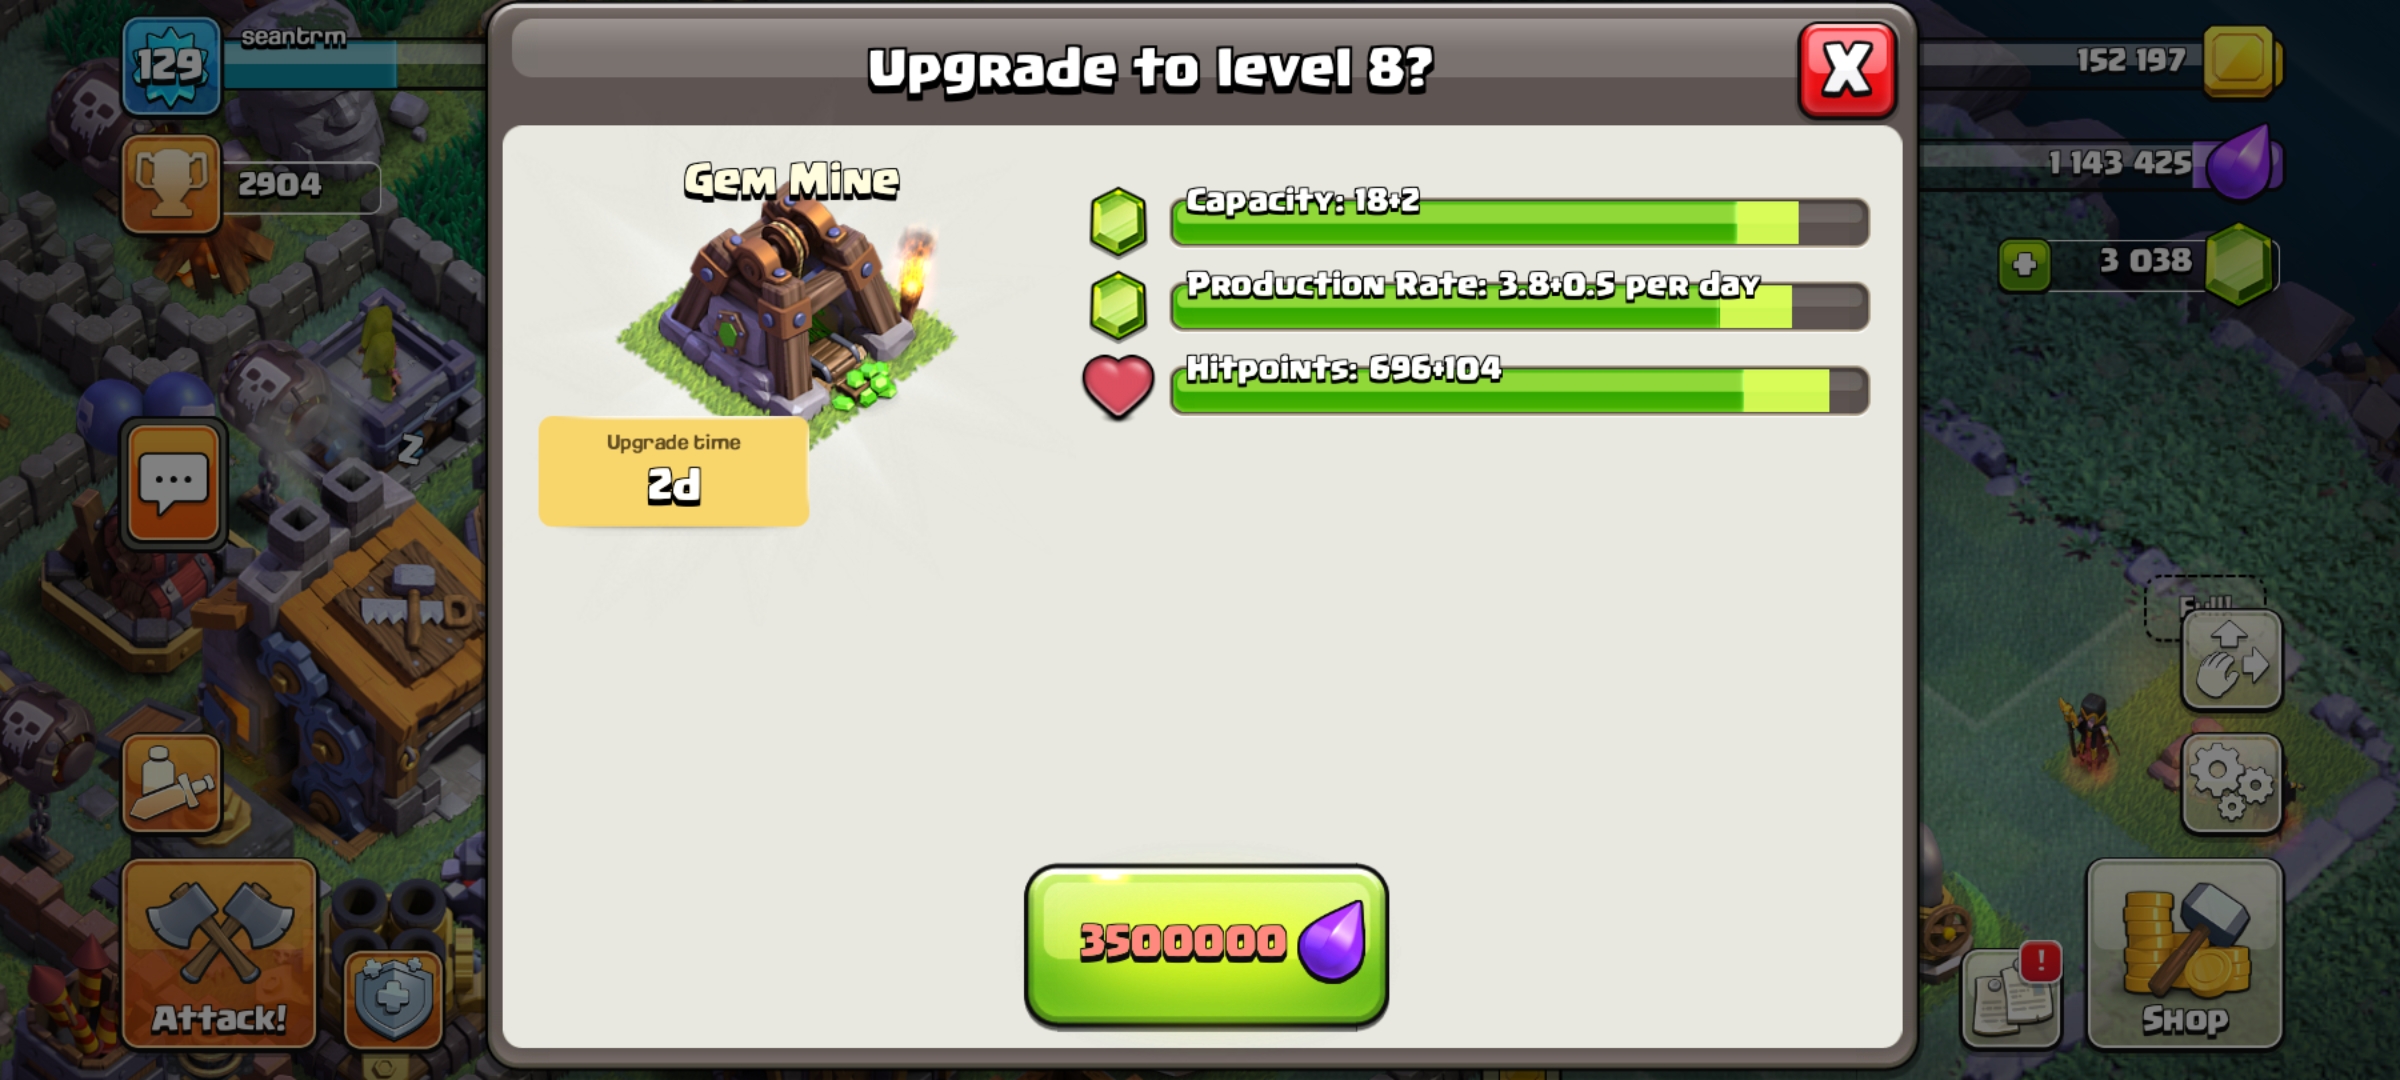 129
seantrm
Upgrade to level 8?
X
152 197
2904
Gem Mine
Capacity: 18+2
1 143 425
Production Rate: 3.8+0.5 per day
3 038
Hitpoints: 696+104
Upgrade time
2d
z
Full!
3500000
Attack!
!
Shop